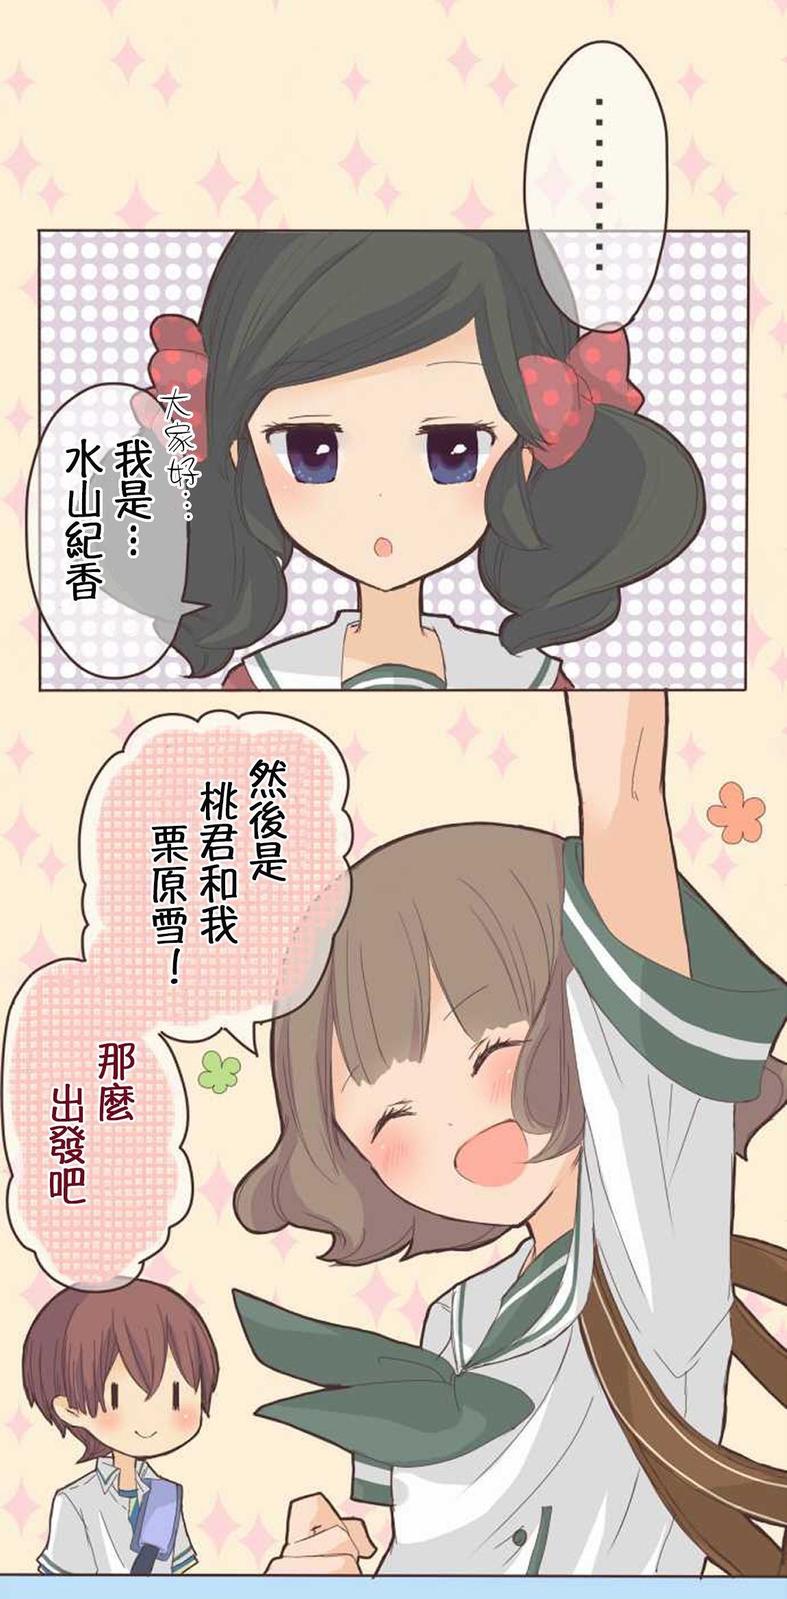 ………
大家好…
我是…
水山紀香
然後是
桃君和我
栗原雪！
那麼
出發吧